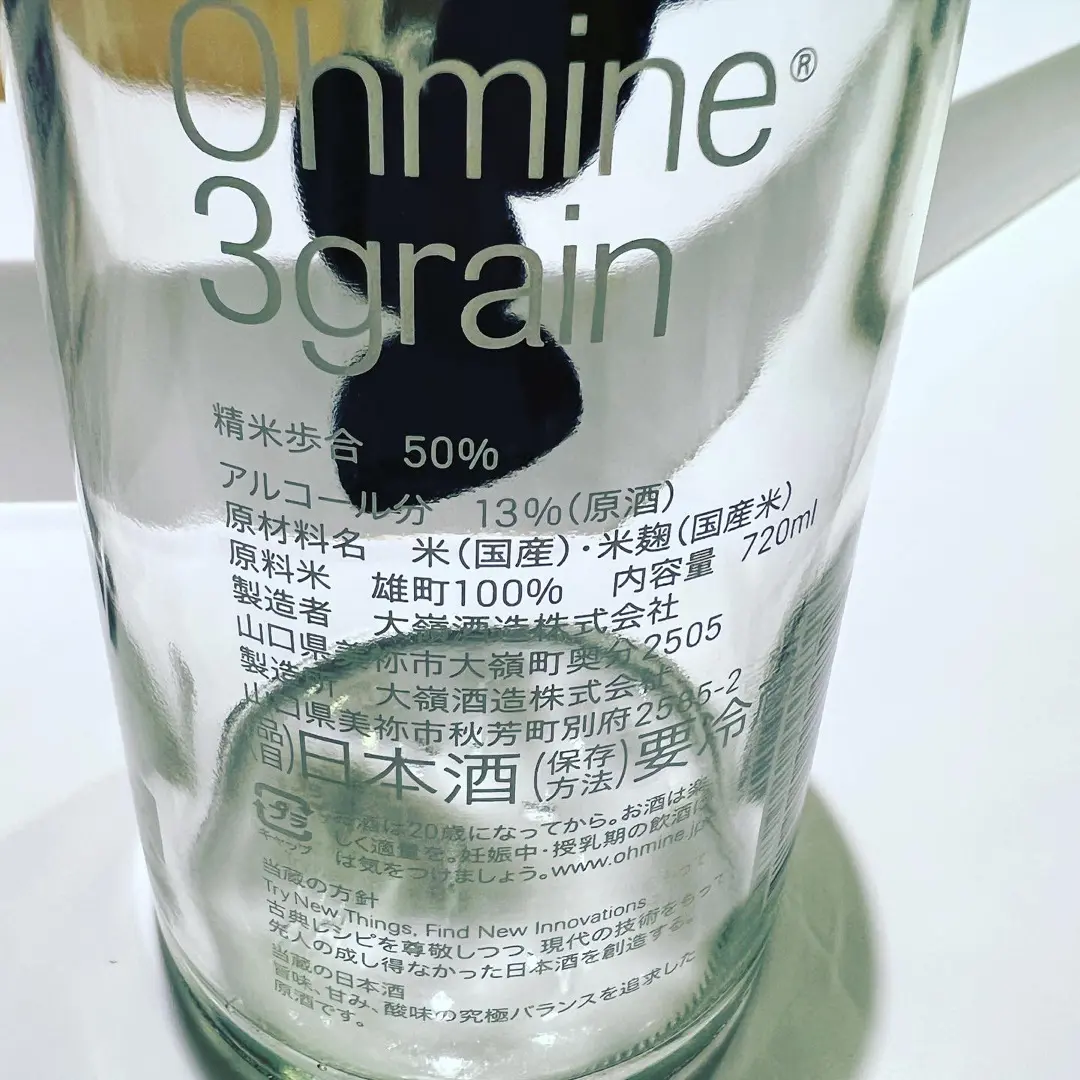 Ohmine®
3grain
精米歩合 50%
アルコール分 13%(原酒)
原材料名 米(国産)・米麹(国産米)
原料米 雄町100% 内容量 720ml
製造者 大嶺酒造株式会社
山口県美祢市大嶺町奥分2505
製造所 大嶺酒造株式会社
山口県美祢市秋芳町別府2585-2
(品目)日本酒(保存方法)要冷
プラ
キャップ
お酒は20歳になってから。お酒は楽
しく適量を。妊娠中・授乳期の飲酒に
は気をつけましょう。www.ohmine.jp
当蔵の方針
Try New Things, Find New Innovations
古典レシピを尊敬しつつ、現代の技術をもって
先人の成し得なかった日本酒を創造する。
当蔵の日本酒
旨味、甘み、酸味の究極バランスを追求した
原酒です。